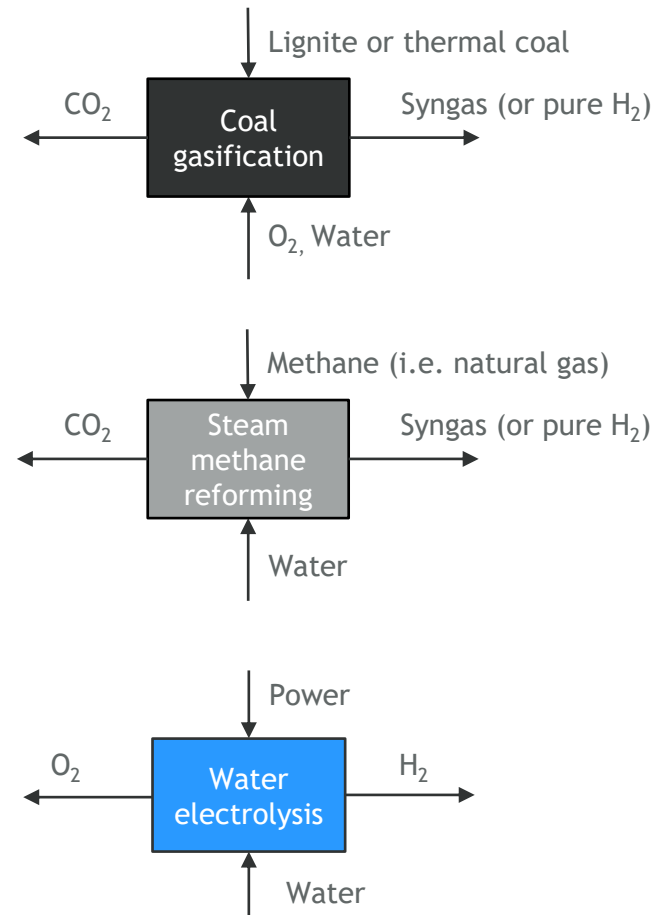 Lignite or thermal coal
CO₂
Coal
gasification
Syngas (or pure H₂)
O₂, Water
Methane (i.e. natural gas)
CO₂
Steam
methane
reforming
Syngas (or pure H₂)
Water
Power
O₂
Water
electrolysis
H₂
Water